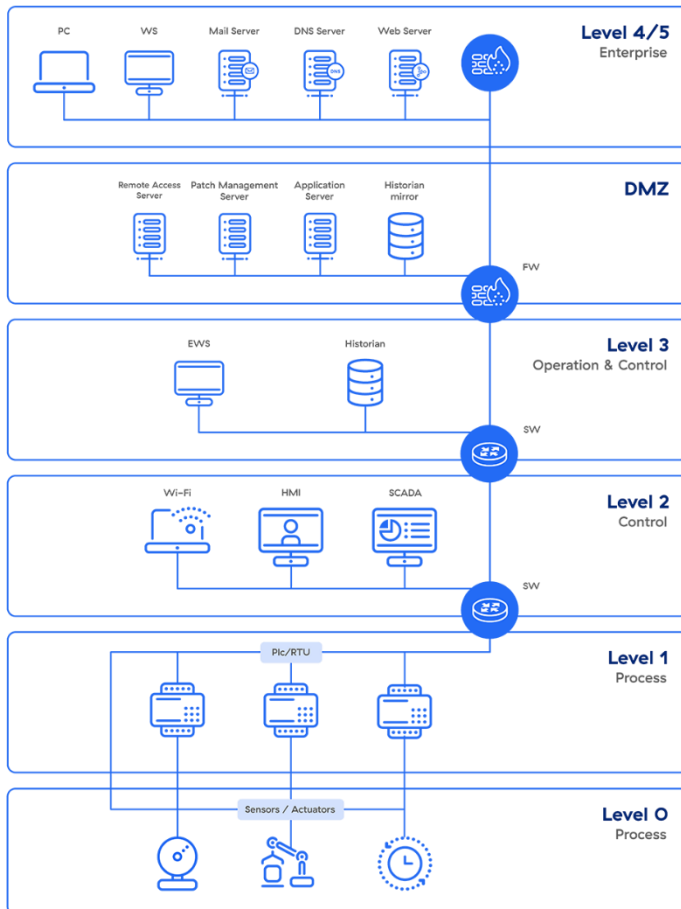 Level 4/5
Enterprise
PC
WS
Mail Server
DNS Server
Web Server
DNS
DMZ
Remote Access
Server
Patch Management
Server
Application
Server
Historian
mirror
FW
Level 3
Operation & Control
EWS
Historian
SW
Level 2
Control
Wi-Fi
HMI
SCADA
SW
Level 1
Process
Plc/RTU
Level 0
Process
Sensors / Actuators